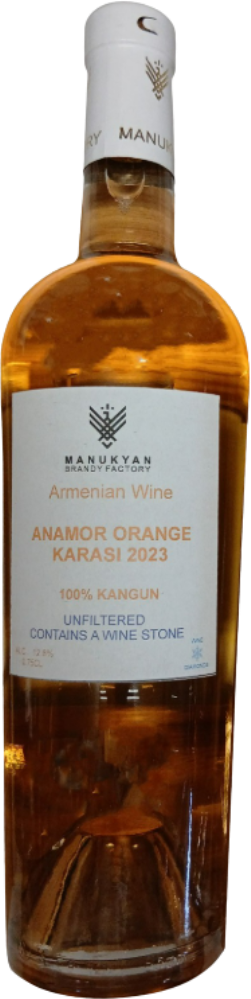 MANUKYAN
MANUKYAN
BRANDY FACTORY
Armenian Wine
ANAMOR ORANGE
KARASI 2023
100% KANGUN
UNFILTERED
CONTAINS A WINE STONE